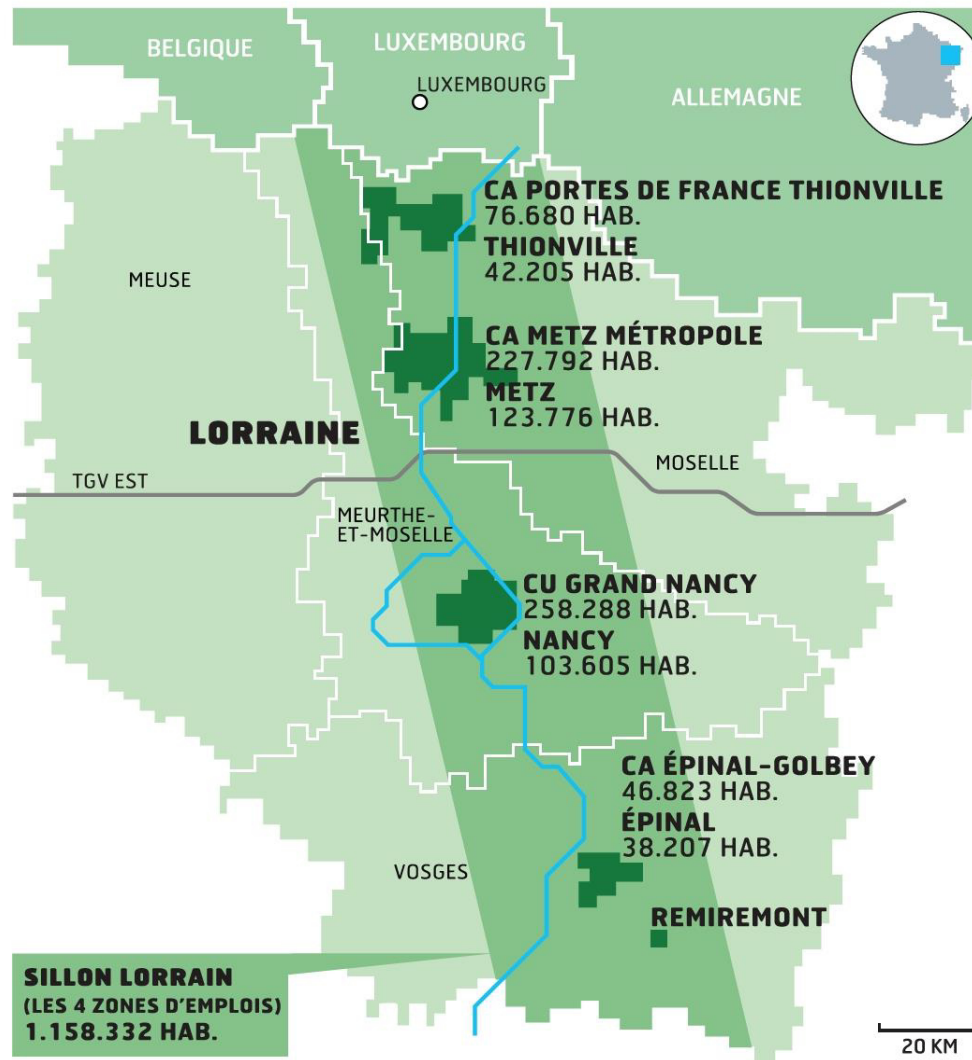 BELGIQUE
LUXEMBOURG
LUXEMBOURG
ALLEMAGNE
CA PORTES DE FRANCE THIONVILLE
76.680 HAB.
THIONVILLE
42.205 HAB.
MEUSE
CA METZ MÉTROPOLE
227.792 HAB.
METZ
123.776 HAB.
LORRAINE
MOSELLE
TGV EST
MEURTHE-
ET-MOSELLE
CU GRAND NANCY
258.288 HAB.
NANCY
103.605 HAB.
CA ÉPINAL-GOLBEY
46.823 HAB.
ÉPINAL
38.207 HAB.
VOSGES
REMIREMONT
SILLON LORRAIN
(LES 4 ZONES D'EMPLOIS)
1.158.332 HAB.
20 KM